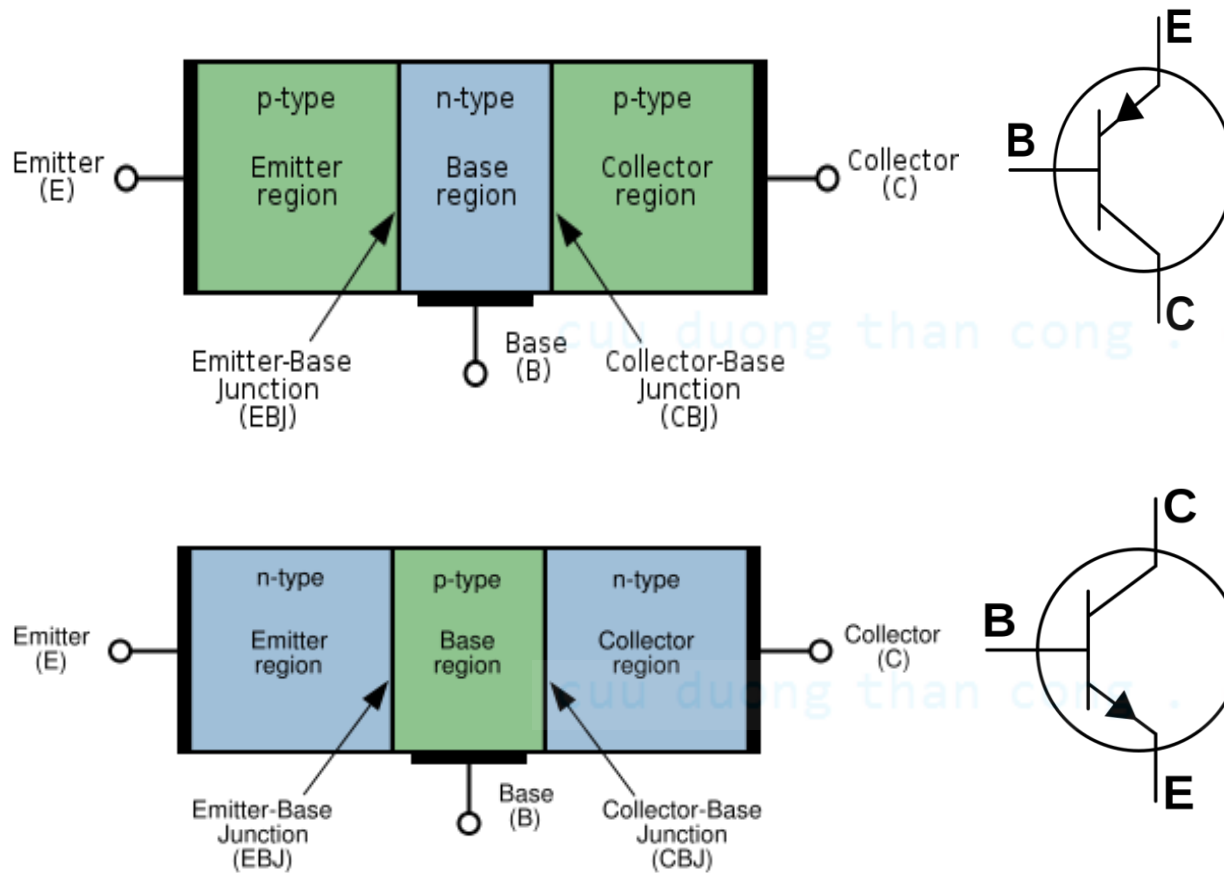 E
p-type
n-type
p-type
Emitter
(E)
Emitter
region
Base
region
Collector
region
Collector
(C)
B
C
cuu duong than cong .
Emitter-Base
Junction
(EBJ)
Base
(B)
Collector-Base
Junction
(CBJ)
C
n-type
p-type
n-type
Emitter
(E)
Emitter
region
Base
region
Collector
region
Collector
(C)
B
cuu duong than cong .
Emitter-Base
Junction
(EBJ)
Base
(B)
Collector-Base
Junction
(CBJ)
E